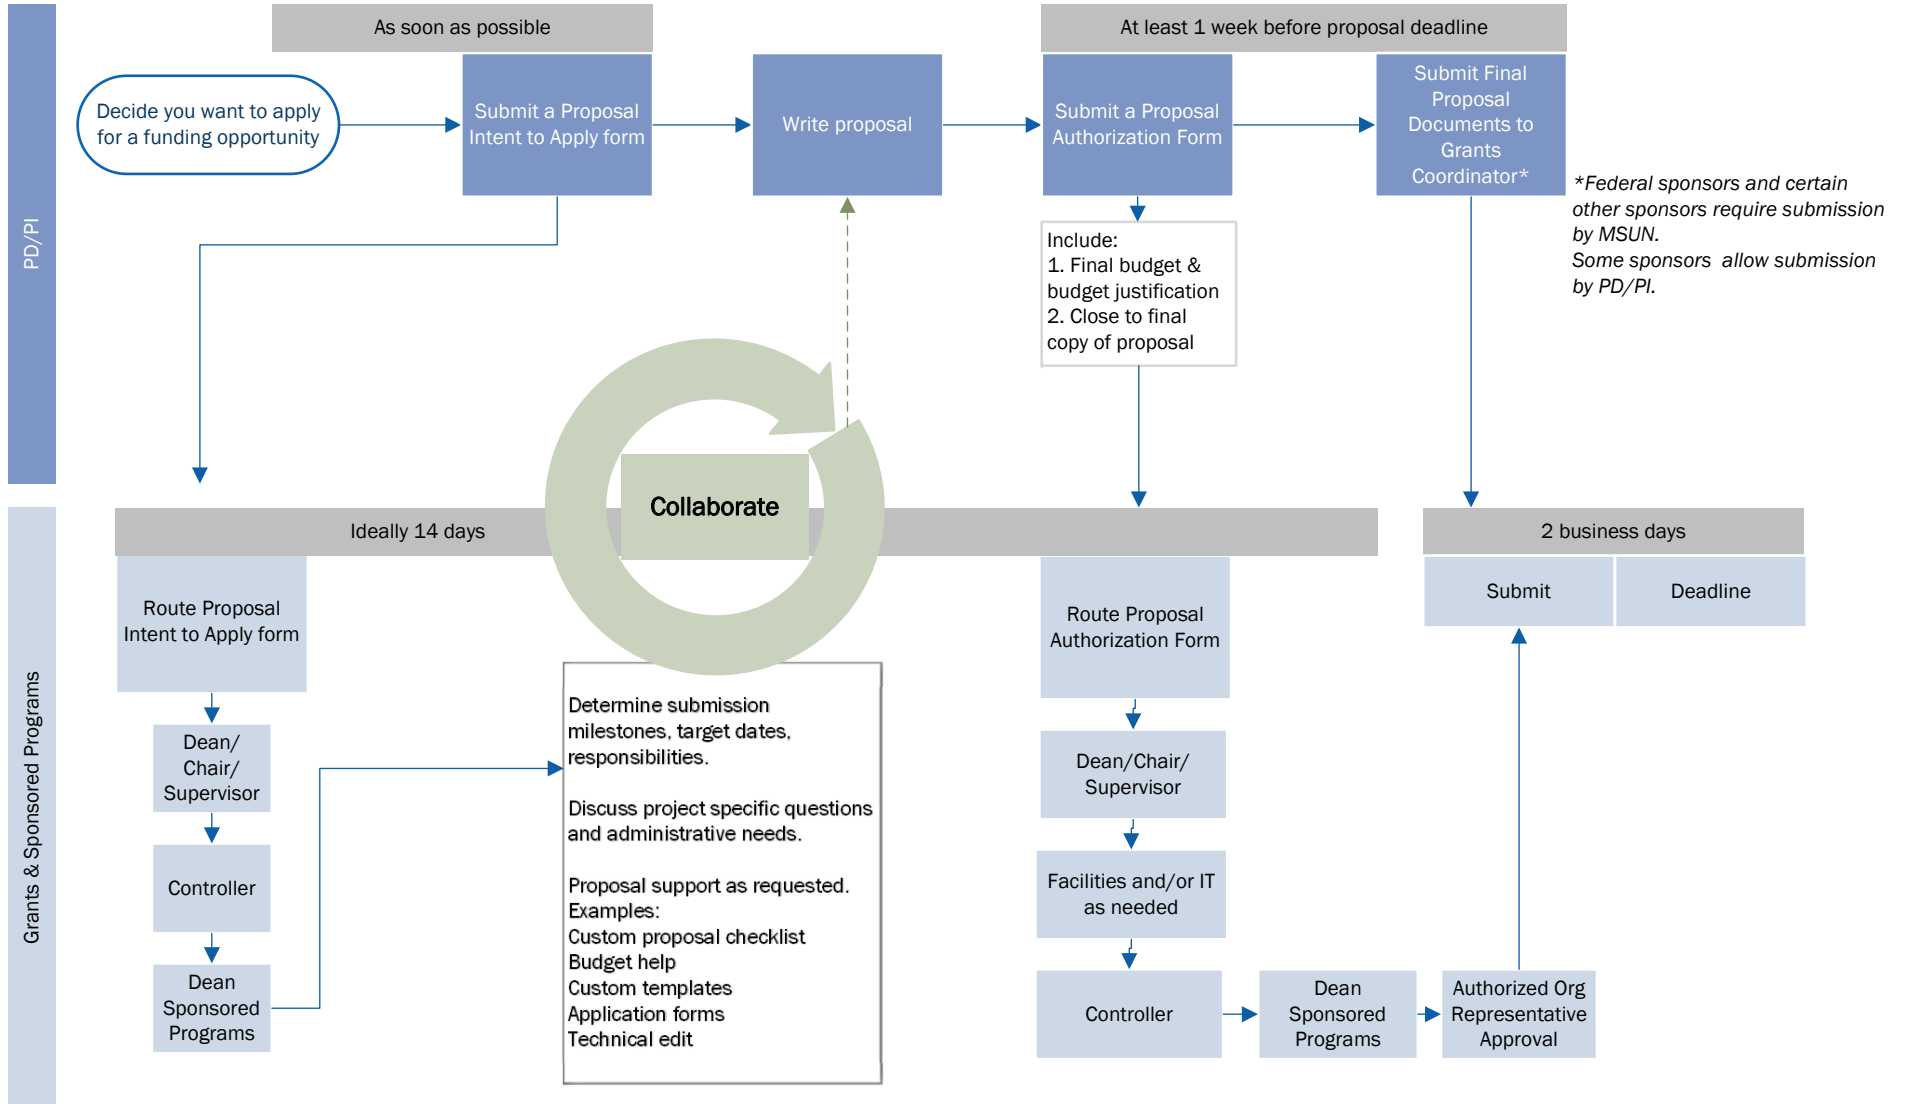 As soon as possible
At least 1 week before proposal deadline
PD/PI
Decide you want to apply
for a funding opportunity
Submit a Proposal
Intent to Apply form
Write proposal
Submit a Proposal
Authorization Form
Submit Final
Proposal
Documents to
Grants
Coordinator*
*Federal sponsors and certain
other sponsors require submission
by MSUN.
Some sponsors allow submission
by PD/PI.
Include:
1. Final budget &
budget justification
2. Close to final
copy of proposal
Collaborate
Grants & Sponsored Programs
Ideally 14 days
2 business days
Route Proposal
Intent to Apply form
Dean/
Chair/
Supervisor
Controller
Dean
Sponsored
Programs
Determine submission
milestones, target dates,
responsibilities.
Discuss project specific questions
and administrative needs.
Proposal support as requested.
Examples:
Custom proposal checklist
Budget help
Custom templates
Application forms
Technical edit
Route Proposal
Authorization Form
Dean/Chair/
Supervisor
Facilities and/or IT
as needed
Controller
Dean
Sponsored
Programs
Authorized Org
Representative
Approval
Submit
Deadline